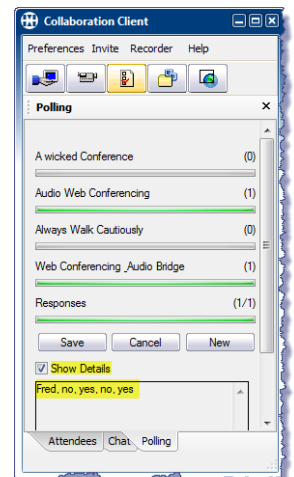 Collaboration Client
Preferences Invite Recorder Help
Polling
A wicked Conference (0)
Audio Web Conferencing (1)
Always Walk Cautiously (0)
Web Conferencing _Audio Bridge (1)
Responses (1/1)
Save Cancel New
Show Details
Fred, no, yes, no, yes
Attendees Chat Polling